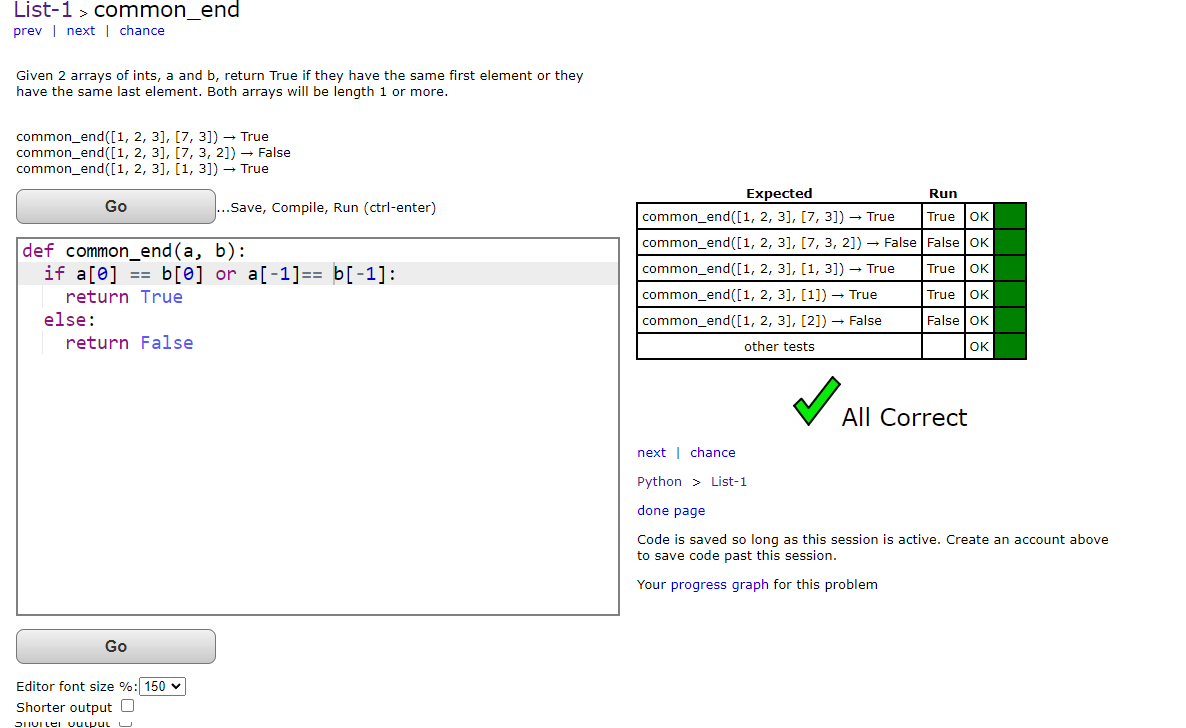 List-1 > common_end
prev | next | chance
Given 2 arrays of ints, a and b, return True if they have the same first element or they
have the same last element. Both arrays will be length 1 or more.
common_end([1, 2, 3], [7, 3]) → True
common_end([1, 2, 3], [7, 3, 2]) → False
common_end([1, 2, 3], [1, 3]) → True
Go
...Save, Compile, Run (ctrl-enter)
def common_end(a, b):
  if a[0] == b[0] or a[-1]== b[-1]:
    return True
  else:
    return False
Go
Editor font size %: 150
Shorter output
Shorter output
Expected Run
common_end([1, 2, 3], [7, 3]) → True True OK
common_end([1, 2, 3], [7, 3, 2]) → False False OK
common_end([1, 2, 3], [1, 3]) → True True OK
common_end([1, 2, 3], [1]) → True True OK
common_end([1, 2, 3], [2]) → False False OK
other tests OK
All Correct
next | chance
Python > List-1
done page
Code is saved so long as this session is active. Create an account above
to save code past this session.
Your progress graph for this problem